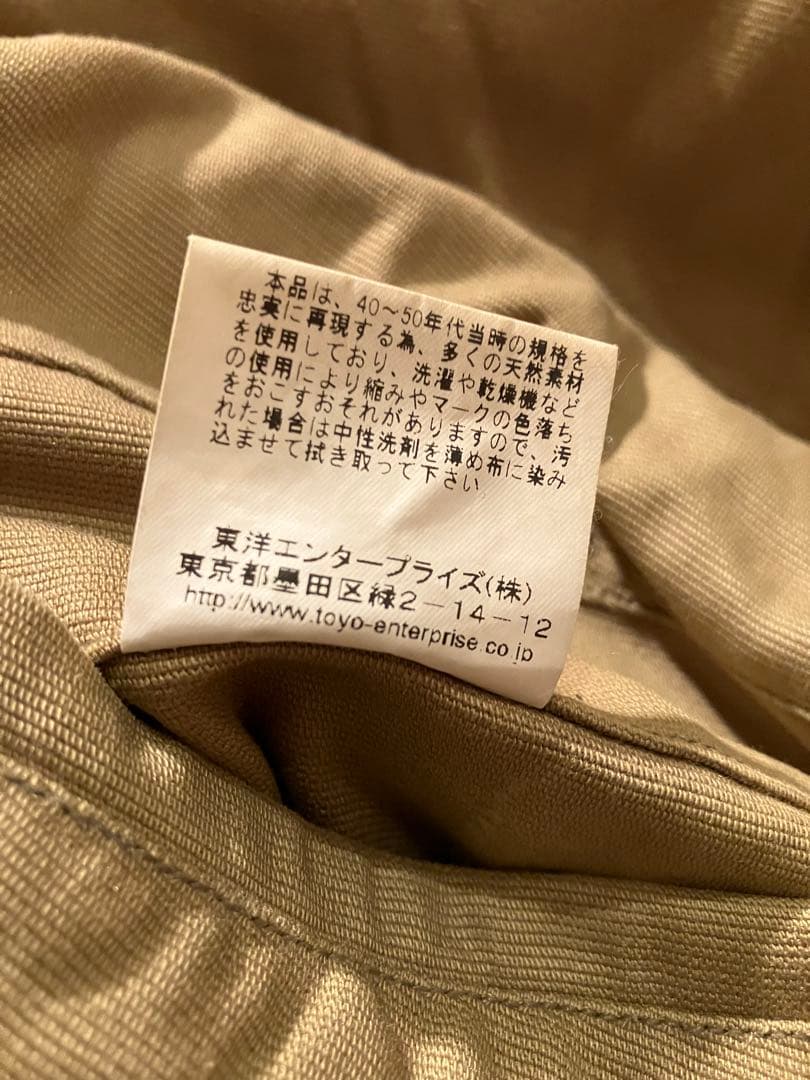 本品は、40～50年代当時の規格を
忠実に再現する為、多くの天然素材
を使用しており、洗濯や乾燥機など
の使用により縮みやマークの色落ち
をおこすおそれがありますので、汚
れた場合は中性洗剤を薄め布に染み
込ませて拭き取って下さい
東洋エンタープライズ(株)
東京都墨田区緑2－14－12
http://www.toyo-enterprise.co.jp